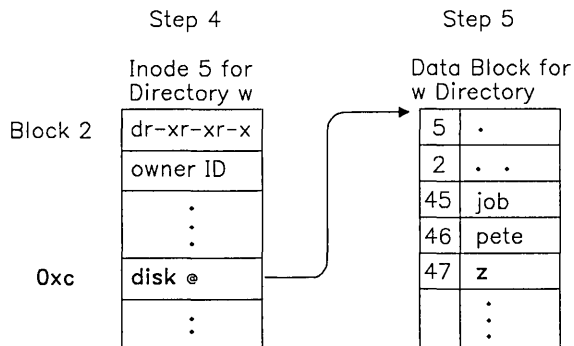 Step 4
Inode 5 for
Directory w
Block 2
dr-xr-xr-x
owner ID
0xc
disk @
Step 5
Data Block for
w Directory
5 .
2 . .
45 job
46 pete
47 z